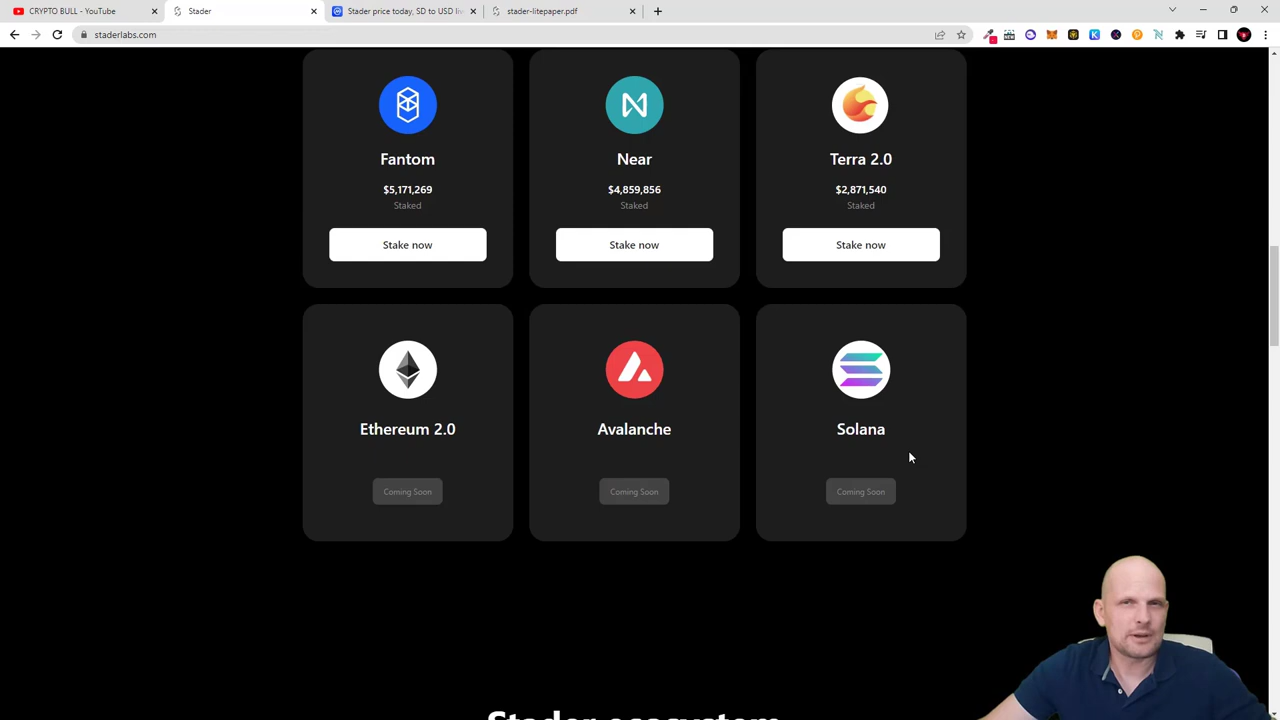 CRYPTO BULL - YouTube
Stader
Stader price today, SD to USD liv
stader-litepaper.pdf
staderlabs.com
Fantom
$5,171,269
Staked
Stake now
Near
$4,859,856
Staked
Stake now
Terra 2.0
$2,871,540
Staked
Stake now
Ethereum 2.0
Coming Soon
Avalanche
Coming Soon
Solana
Coming Soon
Stader ecosystem